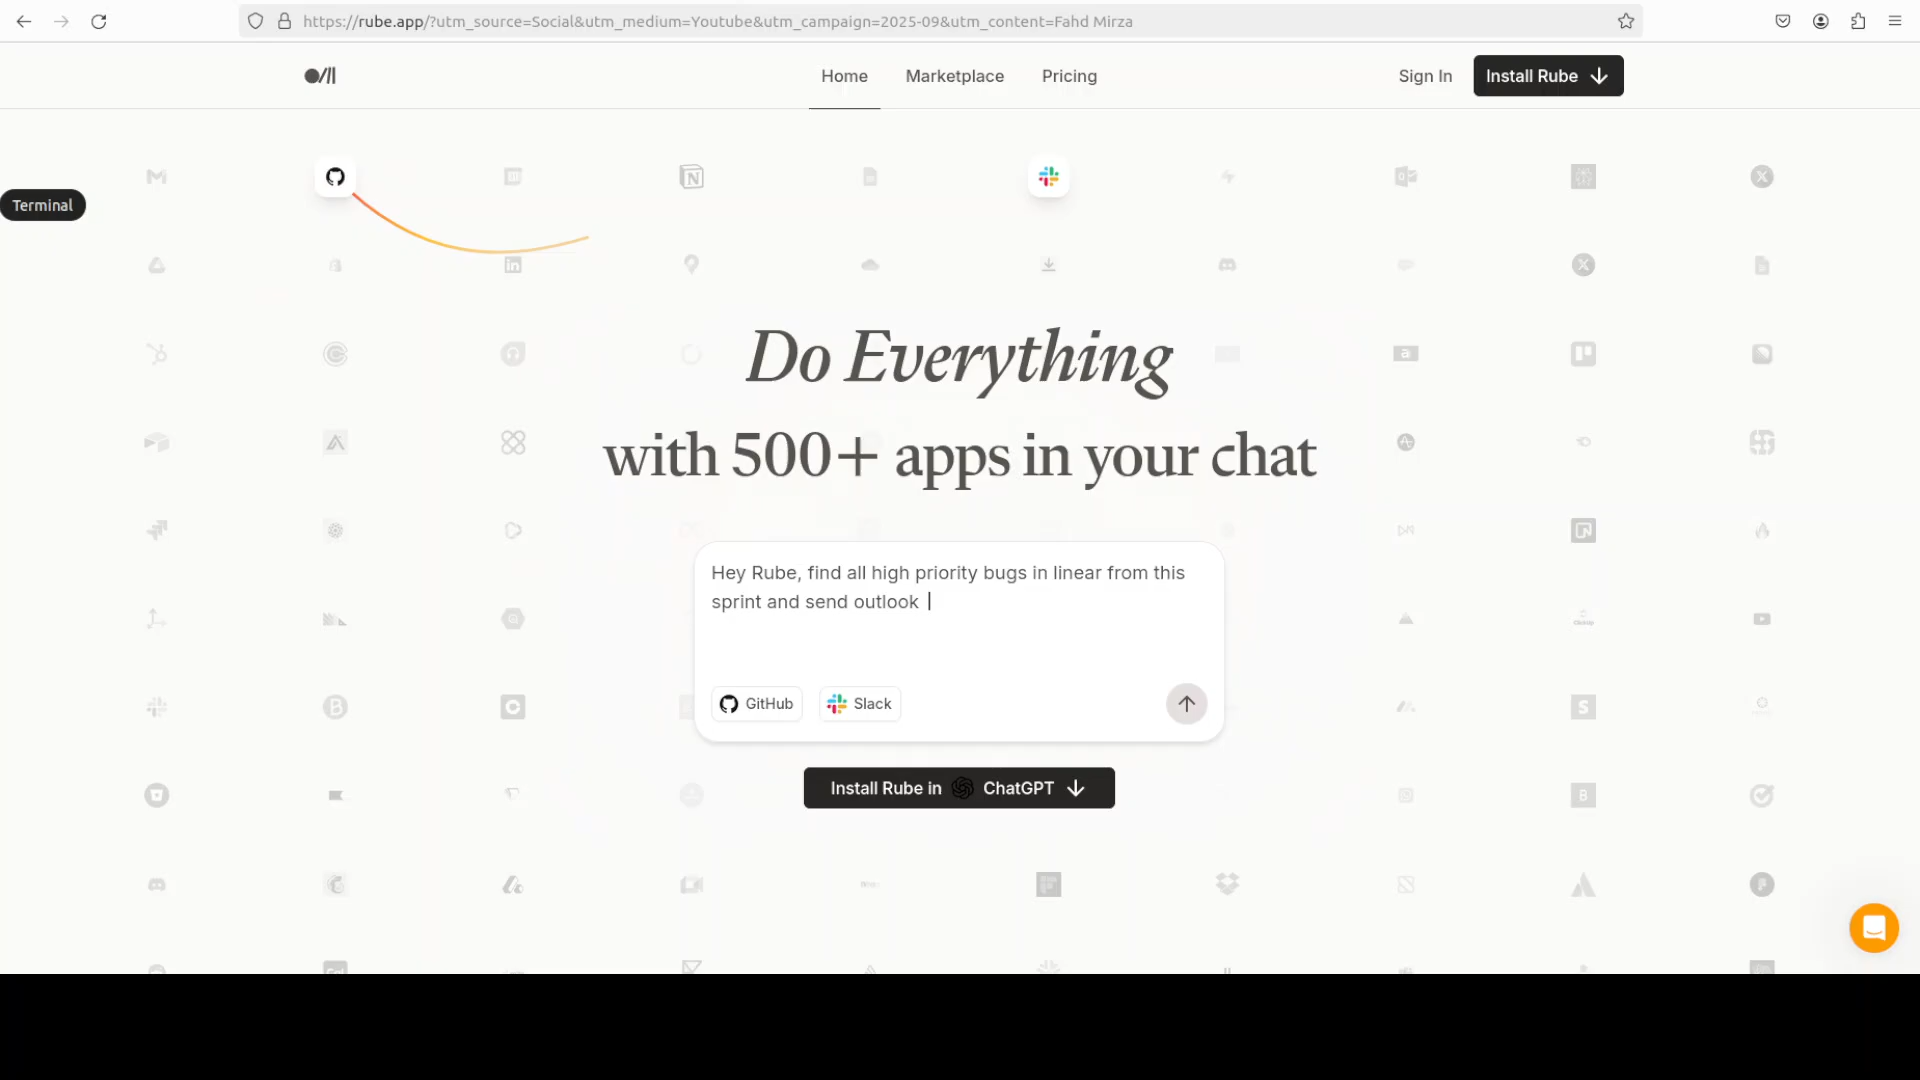 https://rube.app/?utm_source=Social&utm_medium=Youtube&utm_campaign=2025-09&utm_content=Fahd Mirza
Home Marketplace Pricing Sign In Install Rube
Terminal
Do Everything
with 500+ apps in your chat
Hey Rube, find all high priority bugs in linear from this
sprint and send outlook
GitHub Slack
Install Rube in ChatGPT